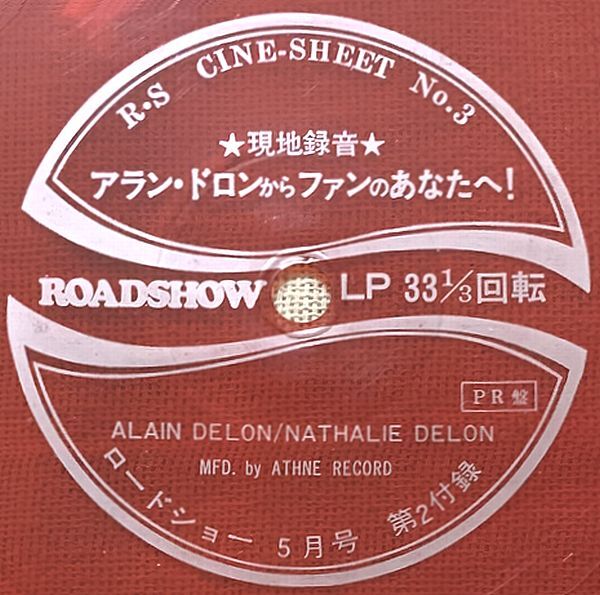 R・S CINE-SHEET No.3
★現地録音★
アラン・ドロンからファンのあなたへ!
ROADSHOW LP 33 1/3回転
PR盤
ALAIN DELON/NATHALIE DELON
MFD. by ATHNE RECORD
ロードショー 5月号 第2付録